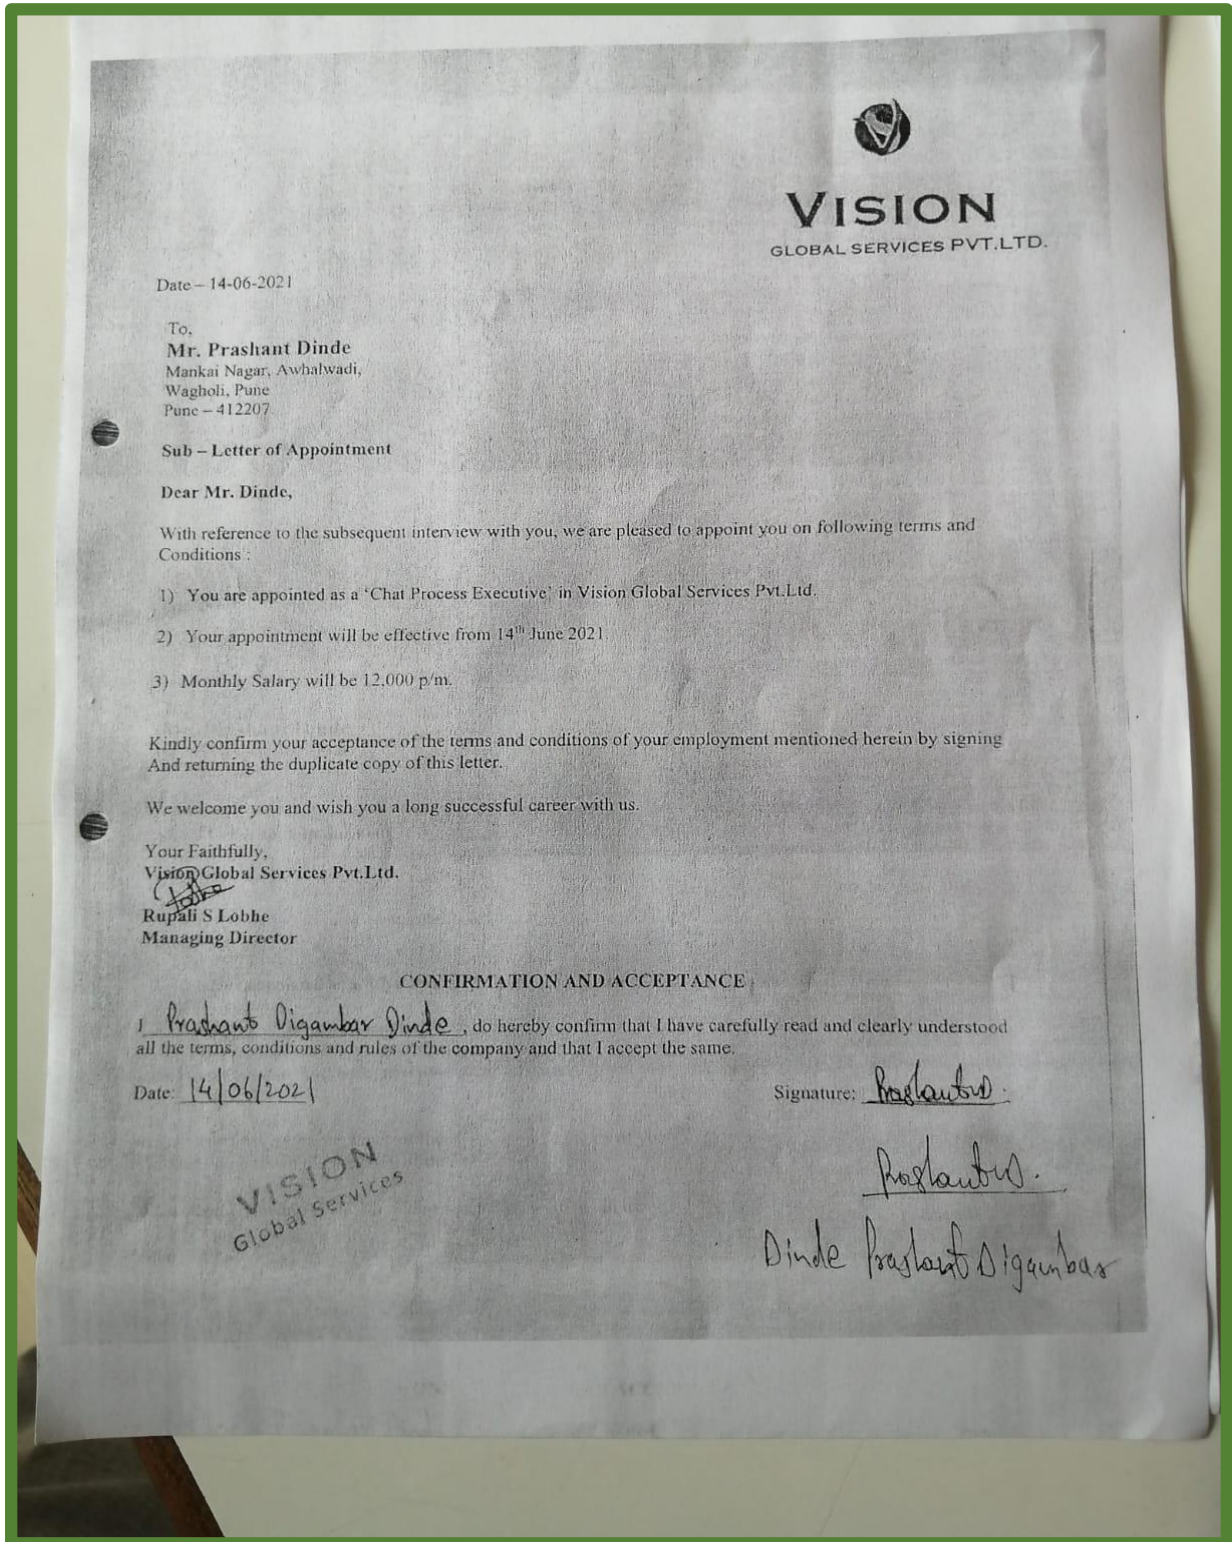 VISION
GLOBAL SERVICES PVT.LTD.
Date – 14-06-2021
To,
Mr. Prashant Dinde
Mankai Nagar, Awhalwadi,
Wagholi, Pune
Pune – 412207
Sub – Letter of Appointment
Dear Mr. Dinde,
With reference to the subsequent interview with you, we are pleased to appoint you on following terms and
Conditions :
1) You are appointed as a ‘Chat Process Executive’ in Vision Global Services Pvt.Ltd.
2) Your appointment will be effective from 14th June 2021
3) Monthly Salary will be 12,000 p/m.
Kindly confirm your acceptance of the terms and conditions of your employment mentioned herein by signing
And returning the duplicate copy of this letter.
We welcome you and wish you a long successful career with us.
Your Faithfully,
Vision Global Services Pvt.Ltd.
Rupali S Lobhe
Managing Director
CONFIRMATION AND ACCEPTANCE
I Prashant Digambar Dinde, do hereby confirm that I have carefully read and clearly understood
all the terms, conditions and rules of the company and that I accept the same.
Date: 14/06/2021 Signature: PrashantD.
PrashantD.
VISION
Global Services
Dinde Prashant Digambar